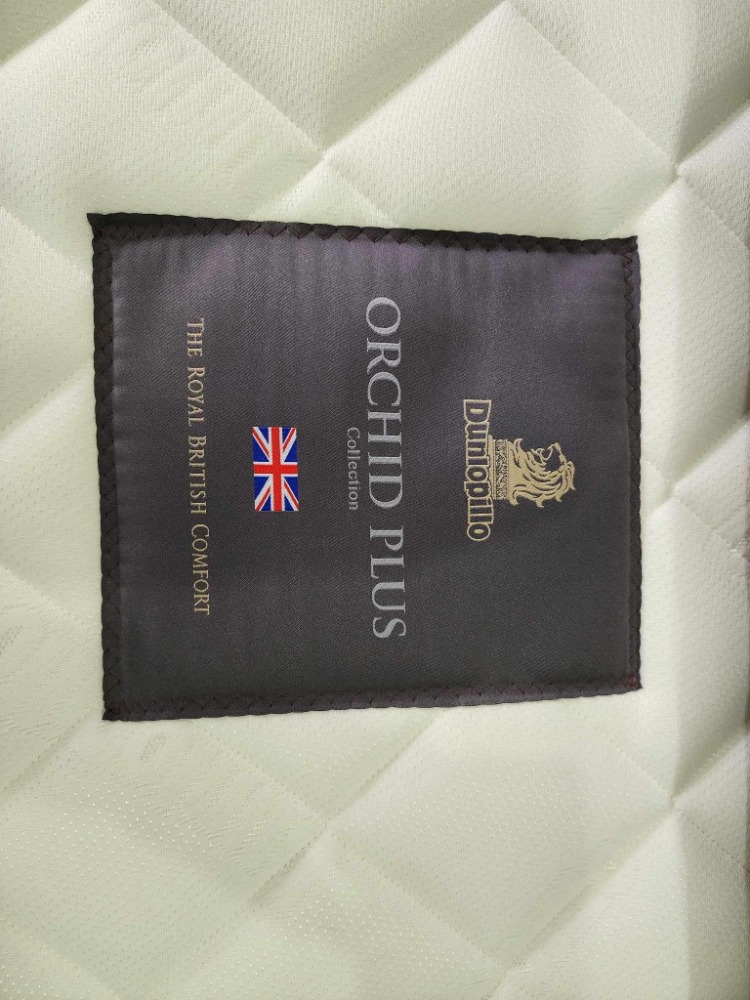 Dunlopillo
ORCHID PLUS
Collection
THE ROYAL BRITISH COMFORT